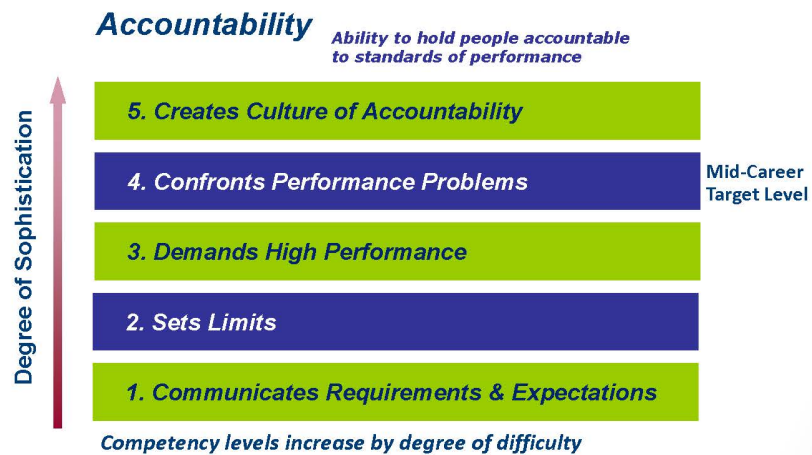 Accountability
Ability to hold people accountable
to standards of performance
Degree of Sophistication
5. Creates Culture of Accountability
4. Confronts Performance Problems
Mid-Career
Target Level
3. Demands High Performance
2. Sets Limits
1. Communicates Requirements & Expectations
Competency levels increase by degree of difficulty